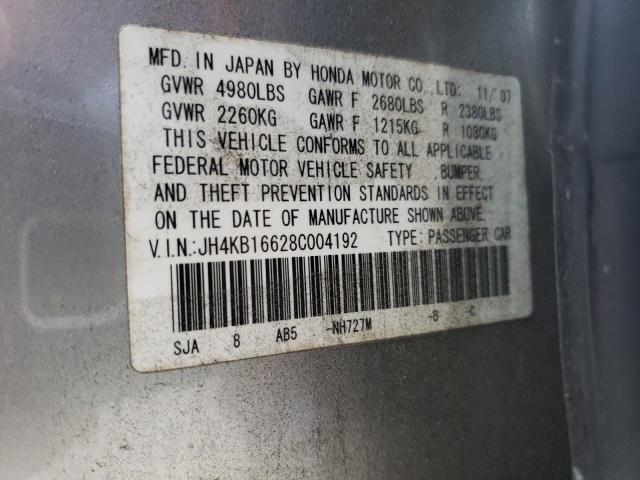 MFD. IN JAPAN BY HONDA MOTOR CO.,LTD. 11/'07
GVWR 4980LBS GAWR F 2680LBS R 2380LBS
GVWR 2260KG GAWR F 1215KG R 1080KG
THIS VEHICLE CONFORMS TO ALL APPLICABLE
FEDERAL MOTOR VEHICLE SAFETY ,BUMPER,
AND THEFT PREVENTION STANDARDS IN EFFECT
ON THE DATE OF MANUFACTURE SHOWN ABOVE.
V.I.N.:JH4KB16628C004192 TYPE: PASSENGER CAR
SJA 8 AB5 -NH727M -B -C